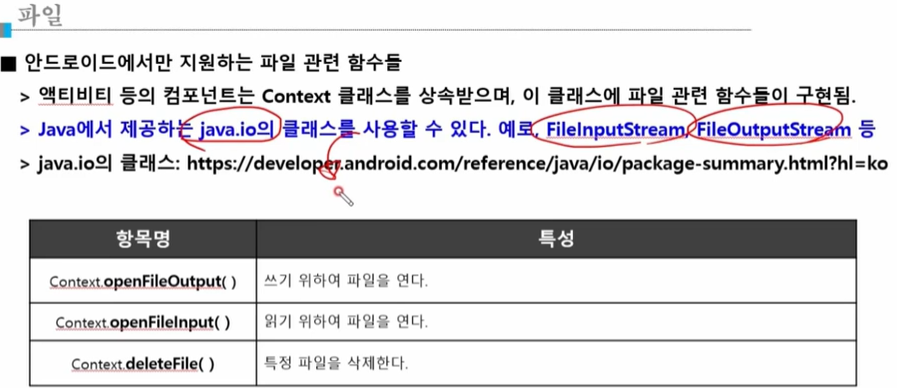 파일
■ 안드로이드에서만 지원하는 파일 관련 함수들
> 액티비티 등의 컴포넌트는 Context 클래스를 상속받으며, 이 클래스에 파일 관련 함수들이 구현됨.
> Java에서 제공하는 java.io의 클래스를 사용할 수 있다. 예로, FileInputStream, FileOutputStream 등
> java.io의 클래스: https://developer.android.com/reference/java/io/package-summary.html?hl=ko
항목명 특성
Context.openFileOutput( ) 쓰기 위하여 파일을 연다.
Context.openFileInput( ) 읽기 위하여 파일을 연다.
Context.deleteFile( ) 특정 파일을 삭제한다.